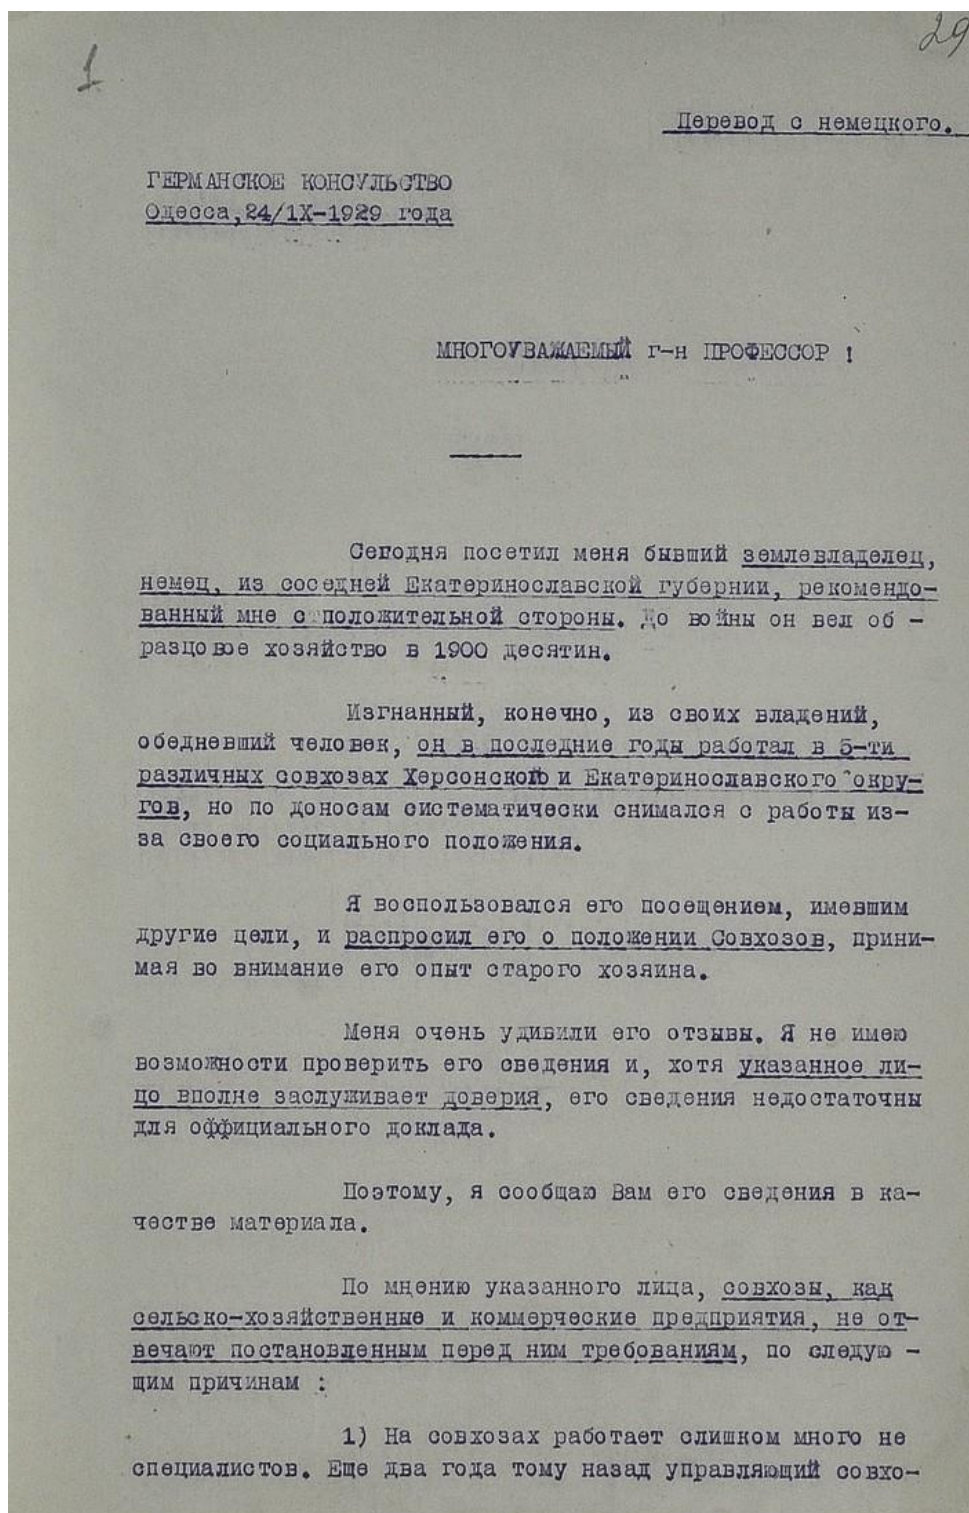 1
29
Перевод с немецкого.
ГЕРМАНСКОЕ КОНСУЛЬСТВО
Одесса,24/1Х-1929 года
МНОГОУВАЖАЕМЫЙ г-н ПРОФЕССОР !
Сегодня посетил меня бывший землевладелец,
немец, из соседней Екатеринославской губернии, рекомендо-
ванный мне с положительной стороны. До войны он вел об -
разцовое хозяйство в 1900 десятин.
Изгнанный, конечно, из своих владений,
обедневший человек, он в последние годы работал в 5-ти
различных совхозах Херсонской и Екатеринославского окру-
гов, но по доносам систематически снимался с работы из-
за своего социального положения.
Я воспользовался его посещением, имевшим
другие цели, и распросил его о положении Совхозов, прини-
мая во внимание его опыт старого хозяина.
Меня очень удивили его отзывы. Я не имею
возможности проверить его сведения и, хотя указанное ли-
цо вполне заслуживает доверия, его сведения недостаточны
для оффициального доклада.
Поэтому, я сообщаю Вам его сведения в ка-
честве материала.
По мнению указанного лица, совхозы, как
сельско-хозяйственные и коммерческие предприятия, не от-
вечают постановленным перед ним требованиям, по следую -
щим причинам :
1) На совхозах работает слишком много не
специалистов. Еще два года тому назад управляющий совхо-